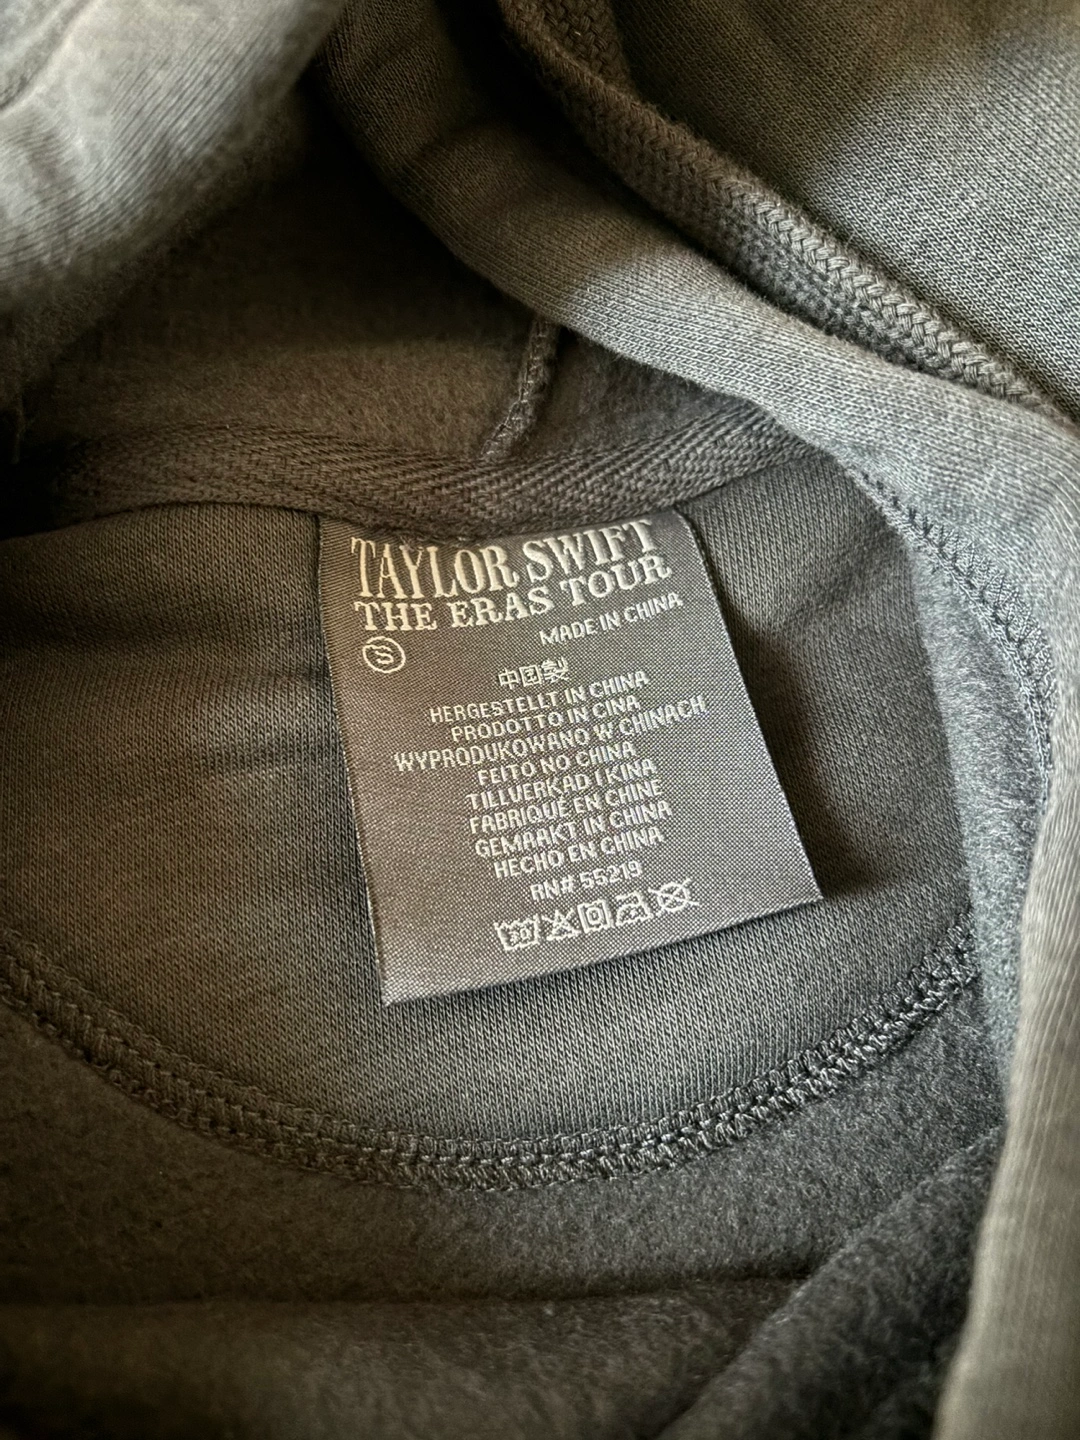 TAYLOR SWIFT
THE ERAS TOUR
S
MADE IN CHINA
中国製
HERGESTELLT IN CHINA
PRODOTTO IN CINA
WYPRODUKOWANO W CHINACH
FEITO NO CHINA
TILLVERKAD I KINA
FABRIQUÉ EN CHINE
GEMAAKT IN CHINA
HECHO EN CHINA
RN# 55219
30